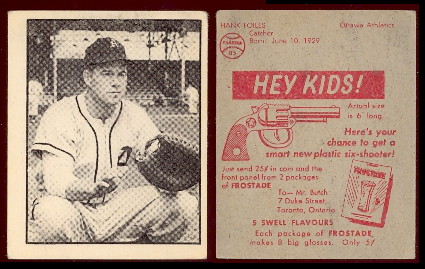 HANK FOILES
Ottawa Athletics
Catcher
Born: June 10, 1929
85
HEY KIDS!
Actual size
is 6" long.
Here's your
chance to get a
smart new plastic six-shooter!
Just send 25¢ in coin and the
front panel from 2 packages
of FROSTADE
To— Mr. Butch
7 Duke Street,
Toronto, Ontario
FROSTADE
5 SWELL FLAVOURS
Each package of FROSTADE
makes 8 big glasses. Only 5¢